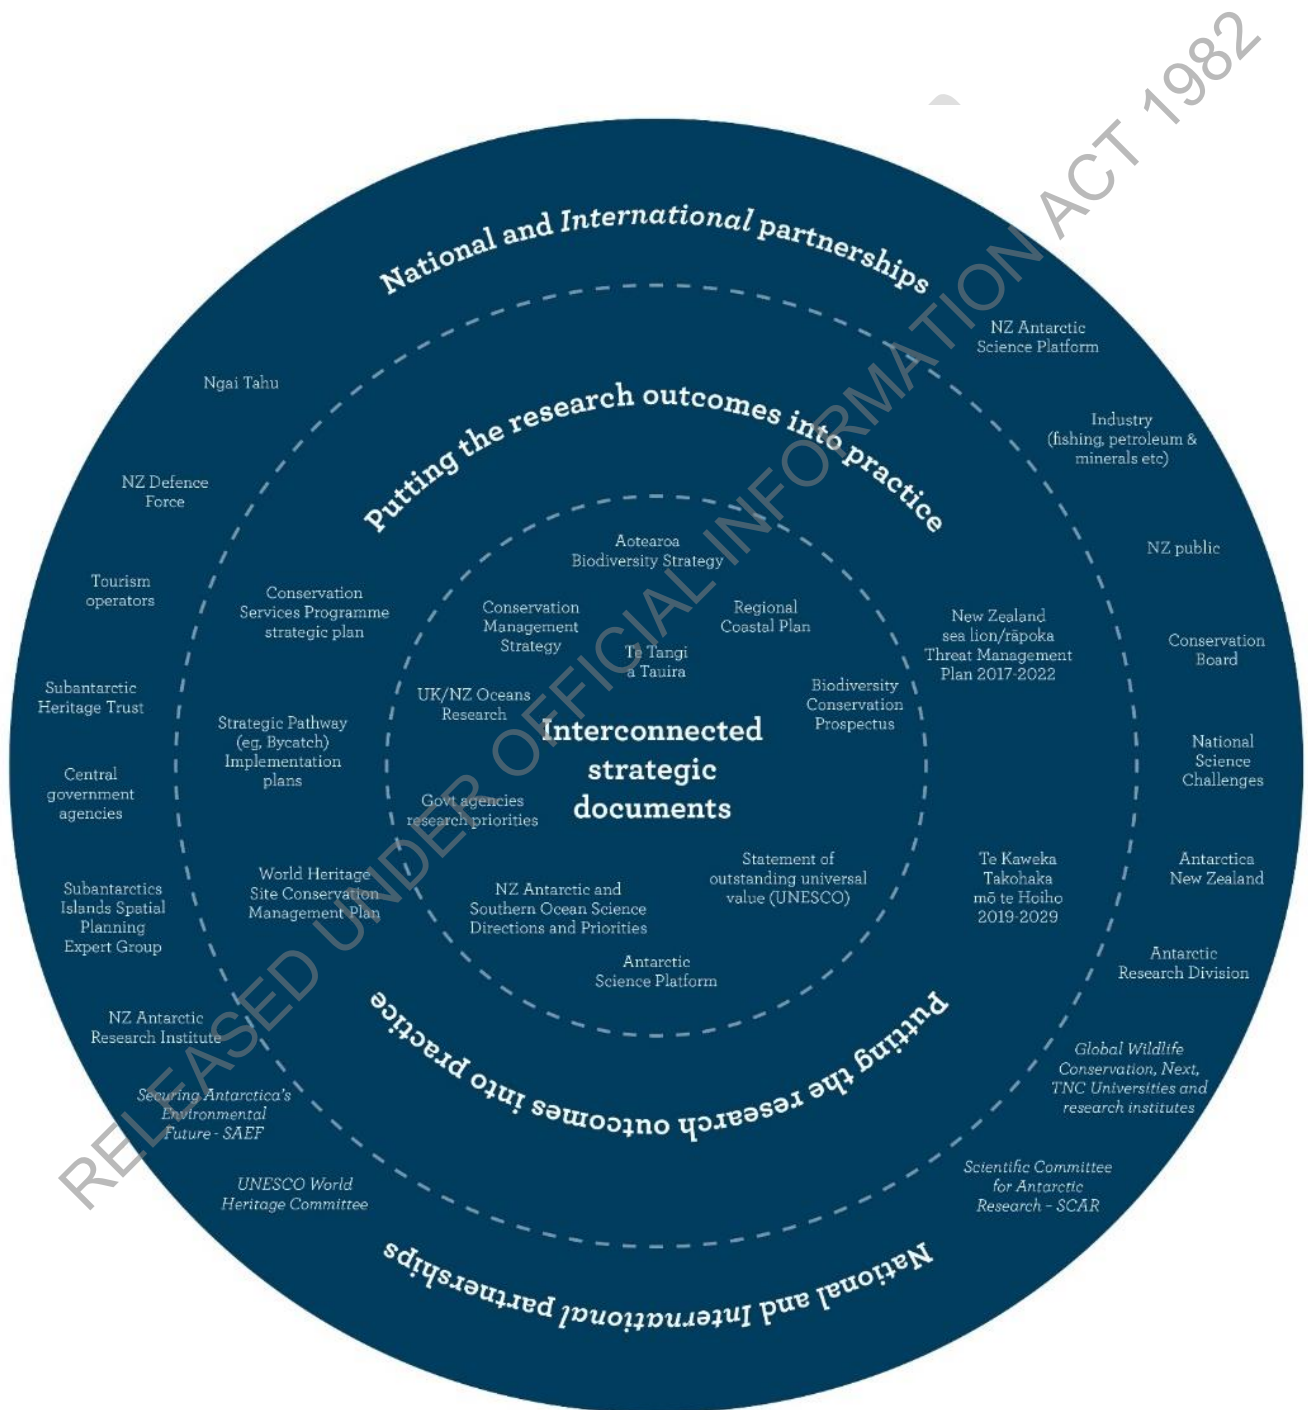 RELEASED UNDER OFFICIAL INFORMATION ACT 1982
National and International partnerships
Putting the research outcomes into practice
Interconnected
strategic
documents
Aotearoa
Biodiversity Strategy
Conservation
Management
Strategy
Regional
Coastal Plan
Te Tangi
a Tauira
UK/NZ Oceans
Research
Biodiversity
Conservation
Prospectus
Govt agencies
research priorities
Statement of
outstanding universal
value (UNESCO)
NZ Antarctic and
Southern Ocean Science
Directions and Priorities
Antarctic
Science Platform
Conservation
Services Programme
strategic plan
Strategic Pathway
(eg, Bycatch)
Implementation
plans
World Heritage
Site Conservation
Management Plan
New Zealand
sea lion/rāpoka
Threat Management
Plan 2017-2022
Te Kaweka
Takohaka
mō te Hoiho
2019-2029
Putting the research outcomes into practice
Ngai Tahu
NZ Defence
Force
Tourism
operators
Subantarctic
Heritage Trust
Central
government
agencies
Subantarctics
Islands Spatial
Planning
Expert Group
NZ Antarctic
Research Institute
Securing Antarctica's
Environmental
Future - SAEF
UNESCO World
Heritage Committee
NZ Antarctic
Science Platform
Industry
(fishing, petroleum &
minerals etc)
NZ public
Conservation
Board
National
Science
Challenges
Antarctica
New Zealand
Antarctic
Research Division
Global Wildlife
Conservation, Next,
TNC Universities and
research institutes
Scientific Committee
for Antarctic
Research – SCAR
National and International partnerships